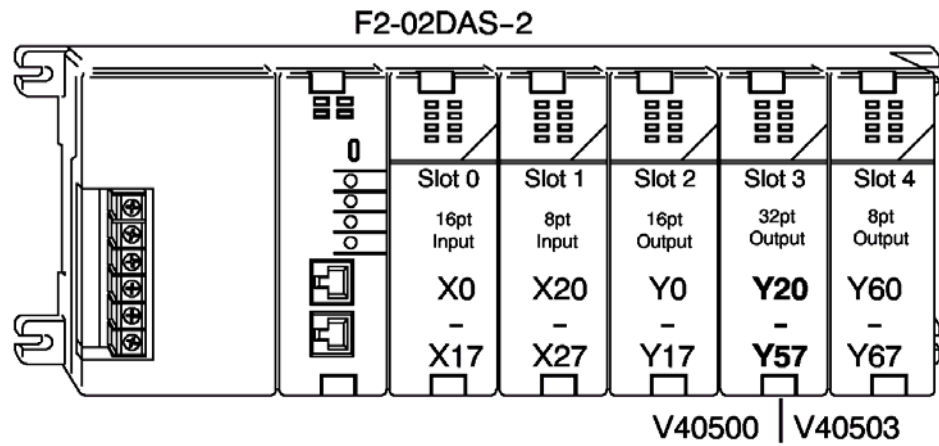 F2-02DAS-2
Slot 0 Slot 1 Slot 2 Slot 3 Slot 4
16pt 8pt 16pt 32pt 8pt
Input Input Output Output Output
X0 X20 Y0 Y20 Y60
- - - - -
X17 X27 Y17 Y57 Y67
V40500 V40503